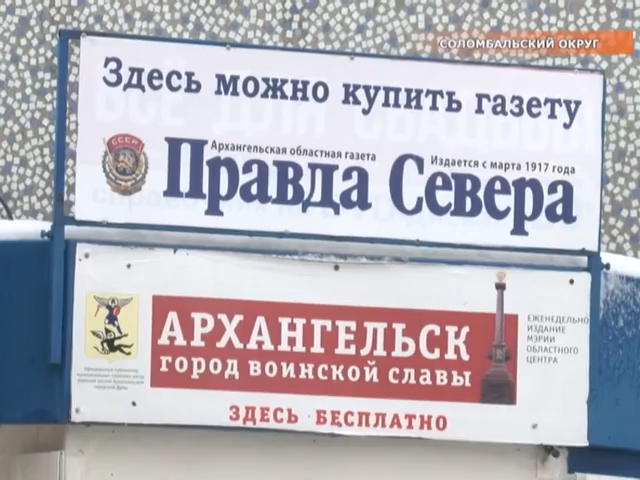 СОЛОМБАЛЬСКИЙ ОКРУГ
Здесь можно купить газету
СССР
Архангельская областная газета
Издается с марта 1917 года
Правда Севера
АРХАНГЕЛЬСК
ГОРОД ВОИНСКОЙ СЛАВЫ
ЗДЕСЬ БЕСПЛАТНО
ЕЖЕНЕДЕЛЬНОЕ
ИЗДАНИЕ
МЭРИИ
ОБЛАСТНОГО
ЦЕНТРА